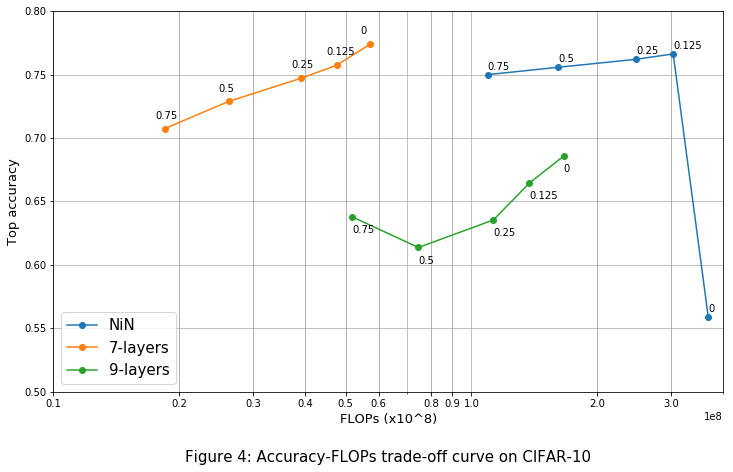 0.80
0.75
0.70
0.65
0.60
0.55
0.50
Top accuracy
0.75
0.5
0.25
0.125
0
0.75
0.5
0.25
0.125
0
0.75
0.5
0.25
0.125
0
NiN
7-layers
9-layers
0.1 0.2 0.3 0.4 0.5 0.6 0.8 0.9 1.0 2.0 3.0
1e8
FLOPs (x10^8)
Figure 4: Accuracy-FLOPs trade-off curve on CIFAR-10